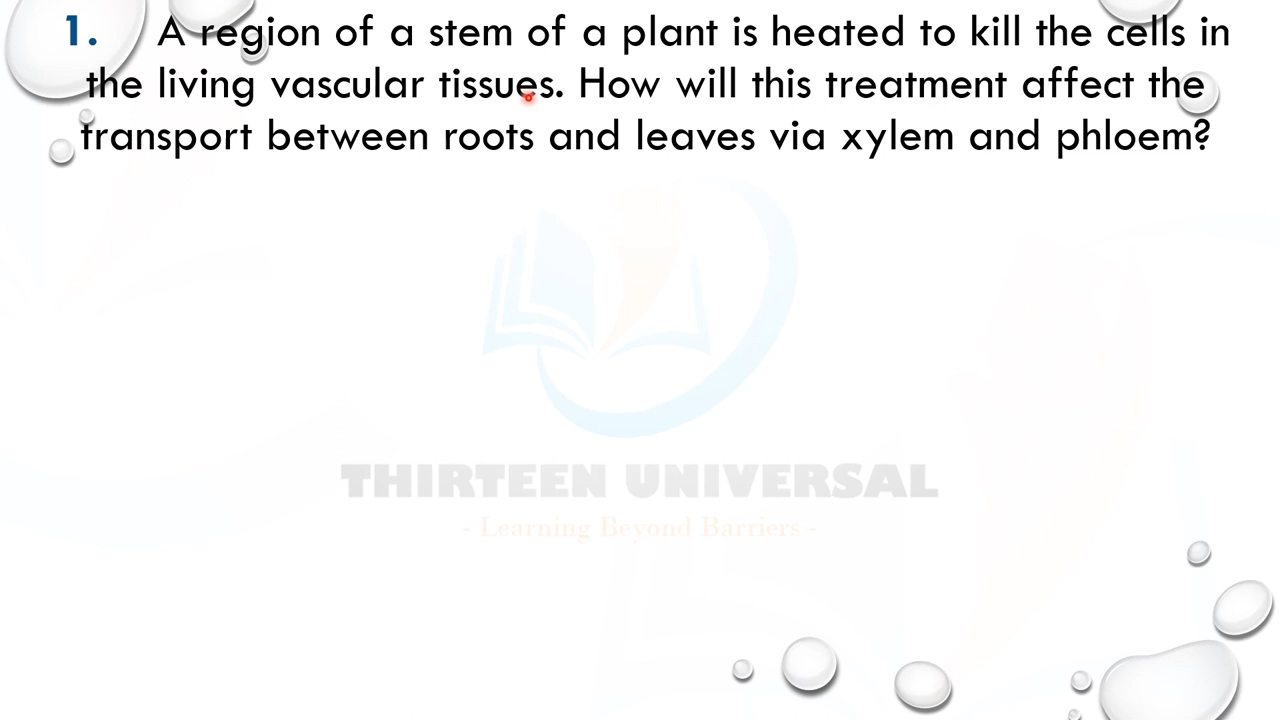 1. A region of a stem of a plant is heated to kill the cells in
the living vascular tissues. How will this treatment affect the
transport between roots and leaves via xylem and phloem?
THIRTEEN UNIVERSAL
- Learning Beyond Barriers -